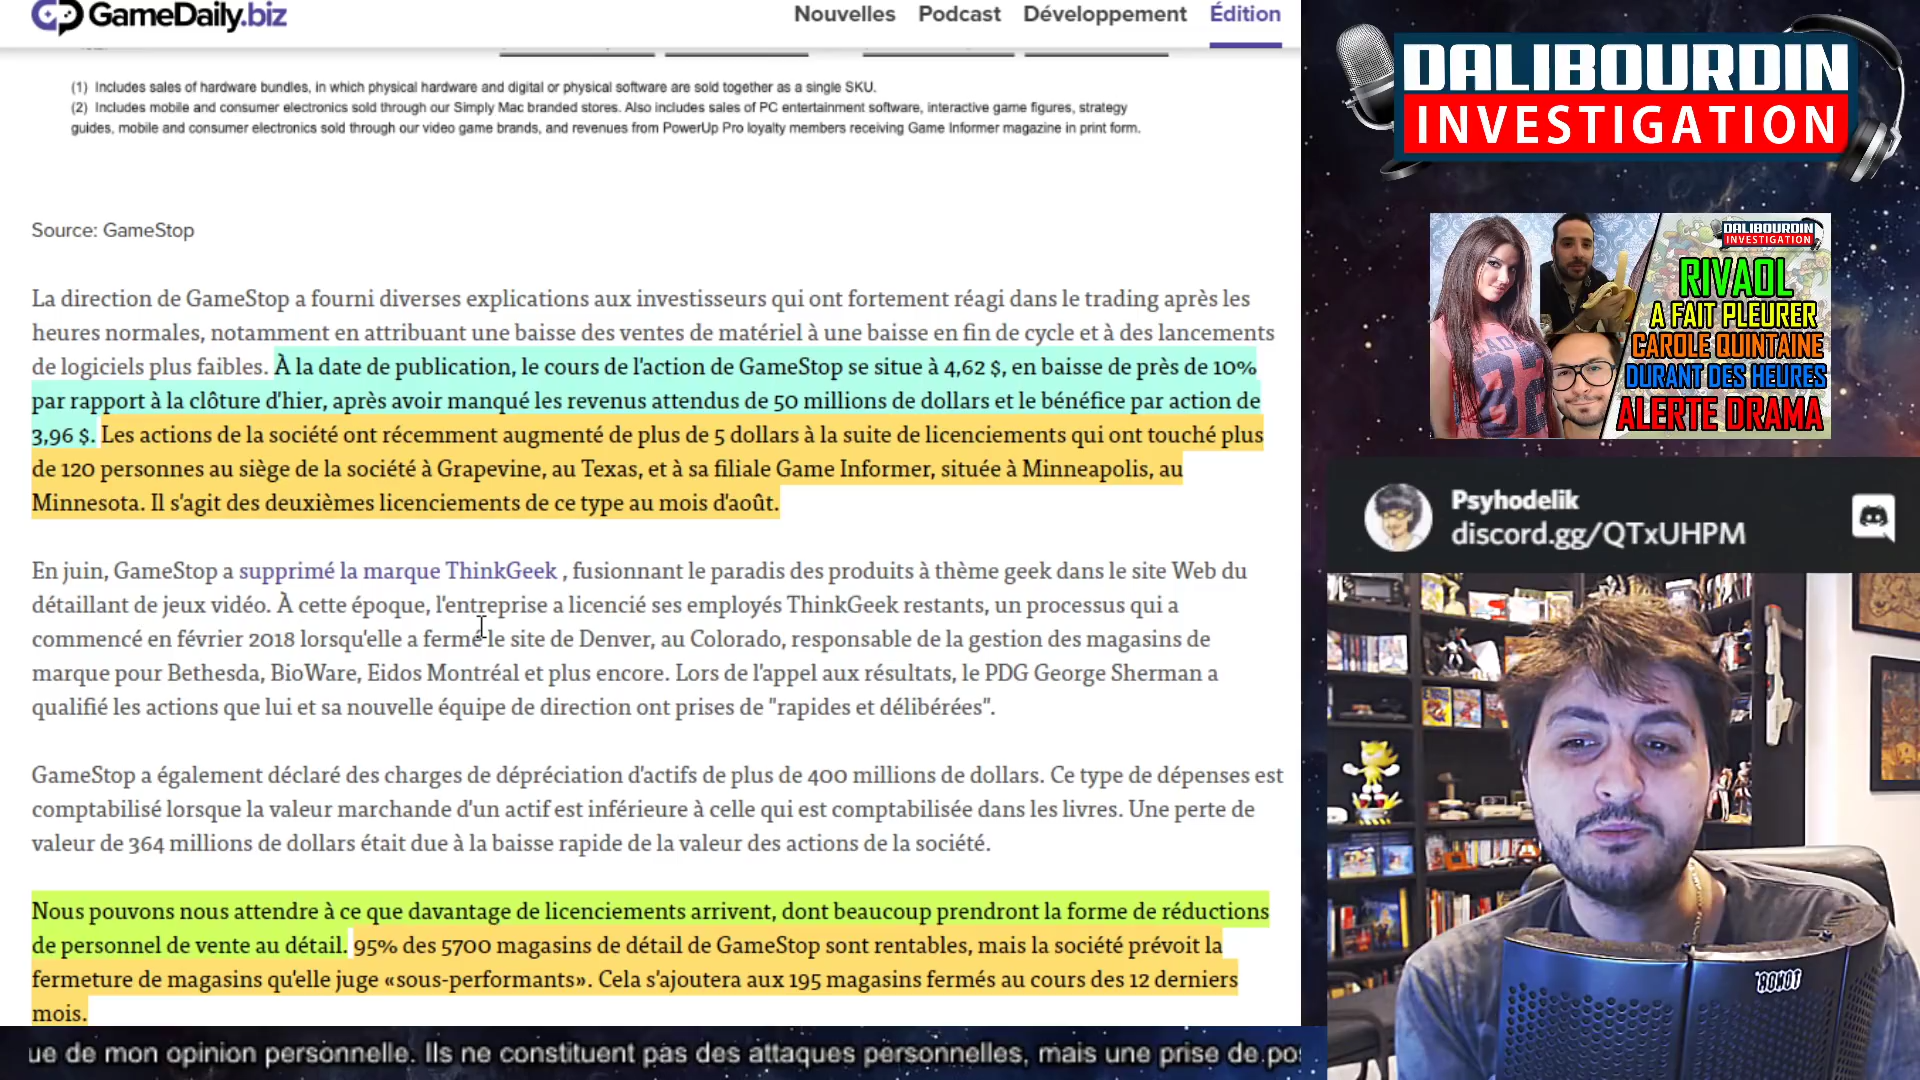 GameDaily.biz
Nouvelles Podcast Développement Édition
(1) Includes sales of hardware bundles, in which physical hardware and digital or physical software are sold together as a single SKU.
(2) Includes mobile and consumer electronics sold through our Simply Mac branded stores. Also includes sales of PC entertainment software, interactive game figures, strategy
guides, mobile and consumer electronics sold through our video game brands, and revenues from PowerUp Pro loyalty members receiving Game Informer magazine in print form.
Source: GameStop
La direction de GameStop a fourni diverses explications aux investisseurs qui ont fortement réagi dans le trading après les
heures normales, notamment en attribuant une baisse des ventes de matériel à une baisse en fin de cycle et à des lancements
de logiciels plus faibles. À la date de publication, le cours de l'action de GameStop se situe à 4,62 $, en baisse de près de 10%
par rapport à la clôture d'hier, après avoir manqué les revenus attendus de 50 millions de dollars et le bénéfice par action de
3,96 $. Les actions de la société ont récemment augmenté de plus de 5 dollars à la suite de licenciements qui ont touché plus
de 120 personnes au siège de la société à Grapevine, au Texas, et à sa filiale Game Informer, située à Minneapolis, au
Minnesota. Il s'agit des deuxièmes licenciements de ce type au mois d'août.
En juin, GameStop a supprimé la marque ThinkGeek , fusionnant le paradis des produits à thème geek dans le site Web du
détaillant de jeux vidéo. À cette époque, l'entreprise a licencié ses employés ThinkGeek restants, un processus qui a
commencé en février 2018 lorsqu'elle a fermé le site de Denver, au Colorado, responsable de la gestion des magasins de
marque pour Bethesda, BioWare, Eidos Montréal et plus encore. Lors de l'appel aux résultats, le PDG George Sherman a
qualifié les actions que lui et sa nouvelle équipe de direction ont prises de "rapides et délibérées".
GameStop a également déclaré des charges de dépréciation d'actifs de plus de 400 millions de dollars. Ce type de dépenses est
comptabilisé lorsque la valeur marchande d'un actif est inférieure à celle qui est comptabilisée dans les livres. Une perte de
valeur de 364 millions de dollars était due à la baisse rapide de la valeur des actions de la société.
Nous pouvons nous attendre à ce que davantage de licenciements arrivent, dont beaucoup prendront la forme de réductions
de personnel de vente au détail. 95% des 5700 magasins de détail de GameStop sont rentables, mais la société prévoit la
fermeture de magasins qu'elle juge «sous-performants». Cela s'ajoutera aux 195 magasins fermés au cours des 12 derniers
mois.
ue de mon opinion personnelle. Ils ne constituent pas des attaques personnelles, mais une prise de po
DALIBOURDIN
INVESTIGATION
DALIBOURDIN
INVESTIGATION
RIVAOL
A FAIT PLEURER
CAROLE QUINTAINE
DURANT DES HEURES
ALERTE DRAMA
Psyhodelik
discord.gg/QTxUHPM